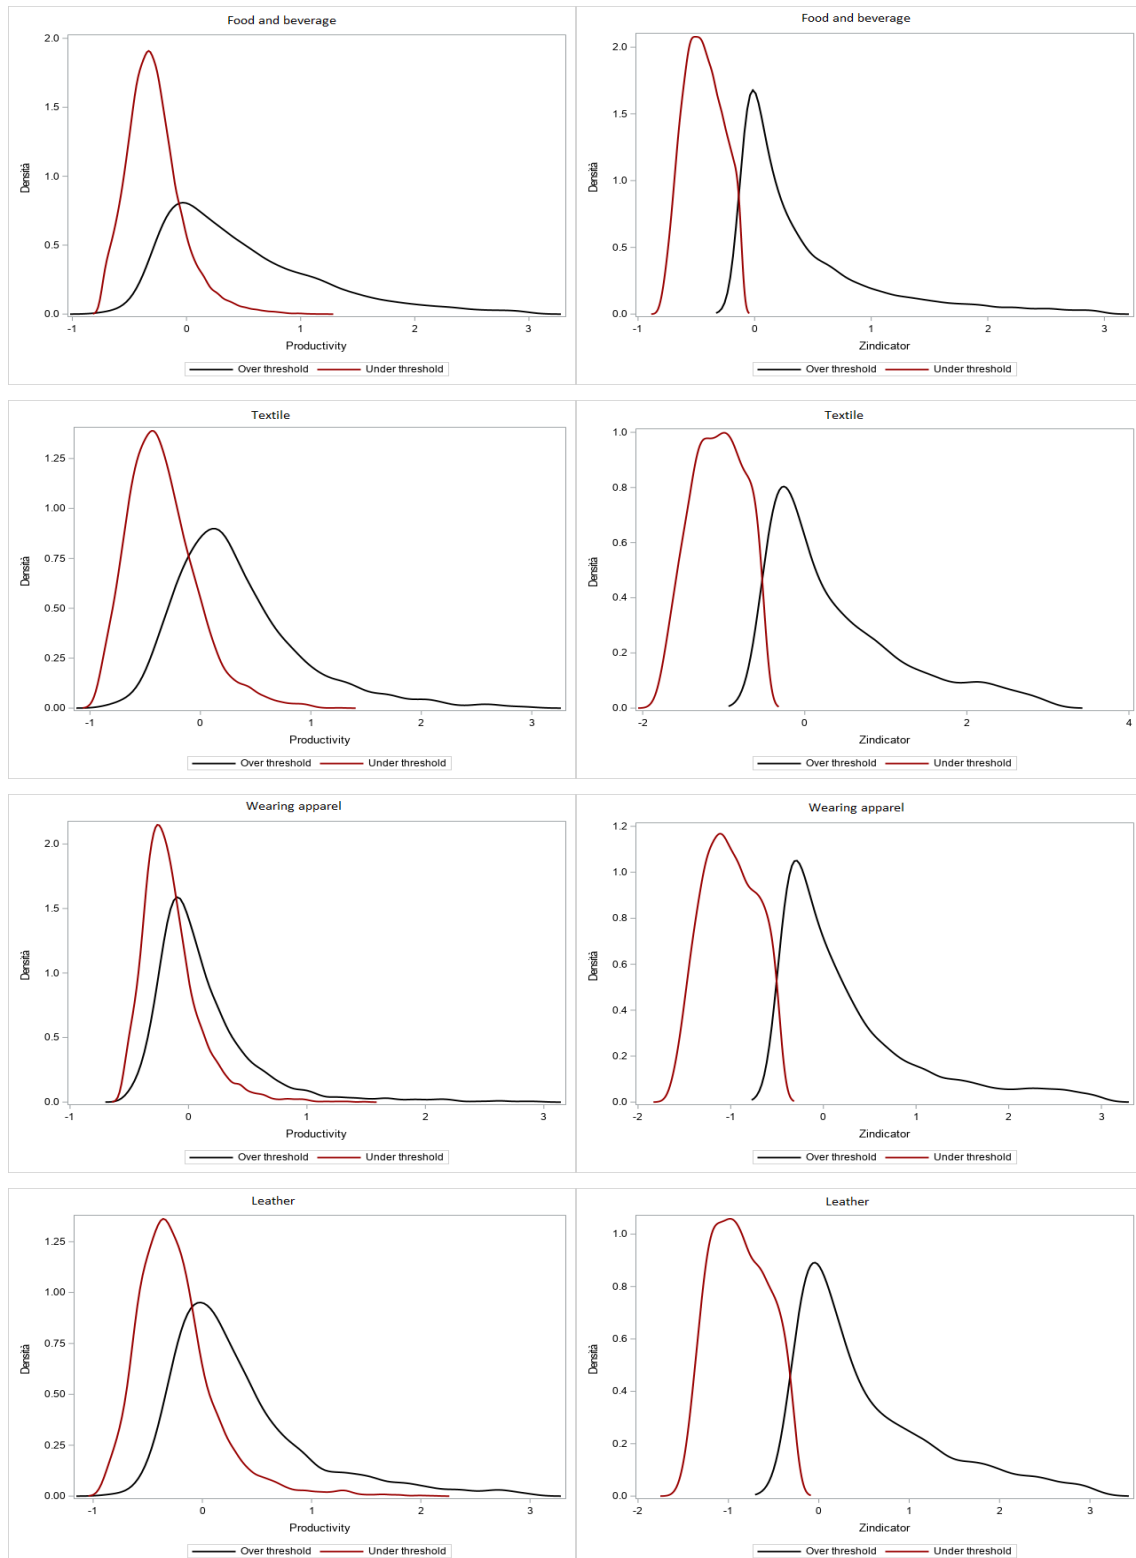 Food and beverage
2.0
1.5
1.0
0.5
0.0
Densità
-1 0 1 2 3
Productivity
Over threshold Under threshold
Food and beverage
2.0
1.5
1.0
0.5
0.0
Densità
-1 0 1 2 3
Zindicator
Over threshold Under threshold
Textile
1.25
1.00
0.75
0.50
0.25
0.00
Densità
-1 0 1 2 3
Productivity
Over threshold Under threshold
Textile
1.0
0.8
0.6
0.4
0.2
0.0
Densità
-2 0 2 4
Zindicator
Over threshold Under threshold
Wearing apparel
2.0
1.5
1.0
0.5
0.0
Densità
-1 0 1 2 3
Productivity
Over threshold Under threshold
Wearing apparel
1.2
1.0
0.8
0.6
0.4
0.2
0.0
Densità
-2 -1 0 1 2 3
Zindicator
Over threshold Under threshold
Leather
1.25
1.00
0.75
0.50
0.25
0.00
Densità
-1 0 1 2 3
Productivity
Over threshold Under threshold
Leather
1.0
0.8
0.6
0.4
0.2
0.0
Densità
-2 -1 0 1 2 3
Zindicator
Over threshold Under threshold